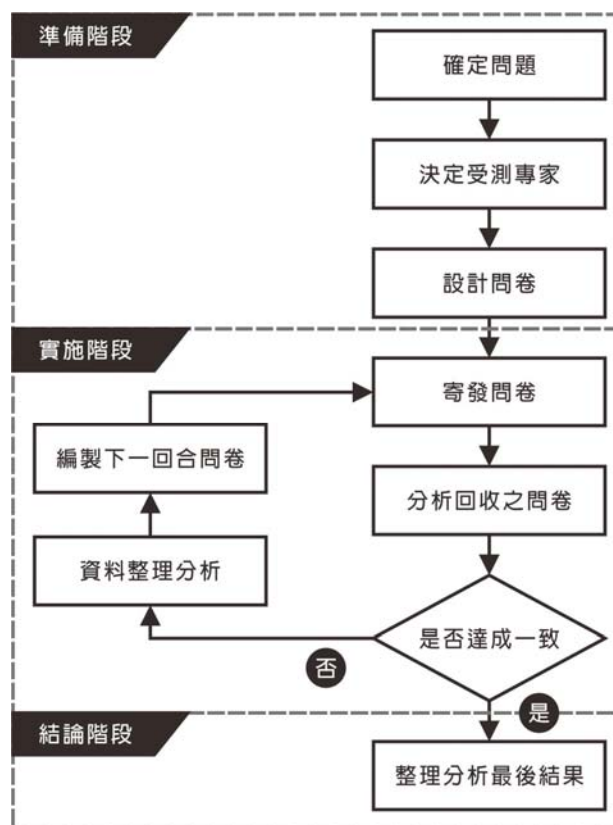 準備階段
確定問題
決定受測專家
設計問卷
實施階段
寄發問卷
編製下一回合問卷
分析回收之問卷
資料整理分析
是否達成一致
否
是
結論階段
整理分析最後結果